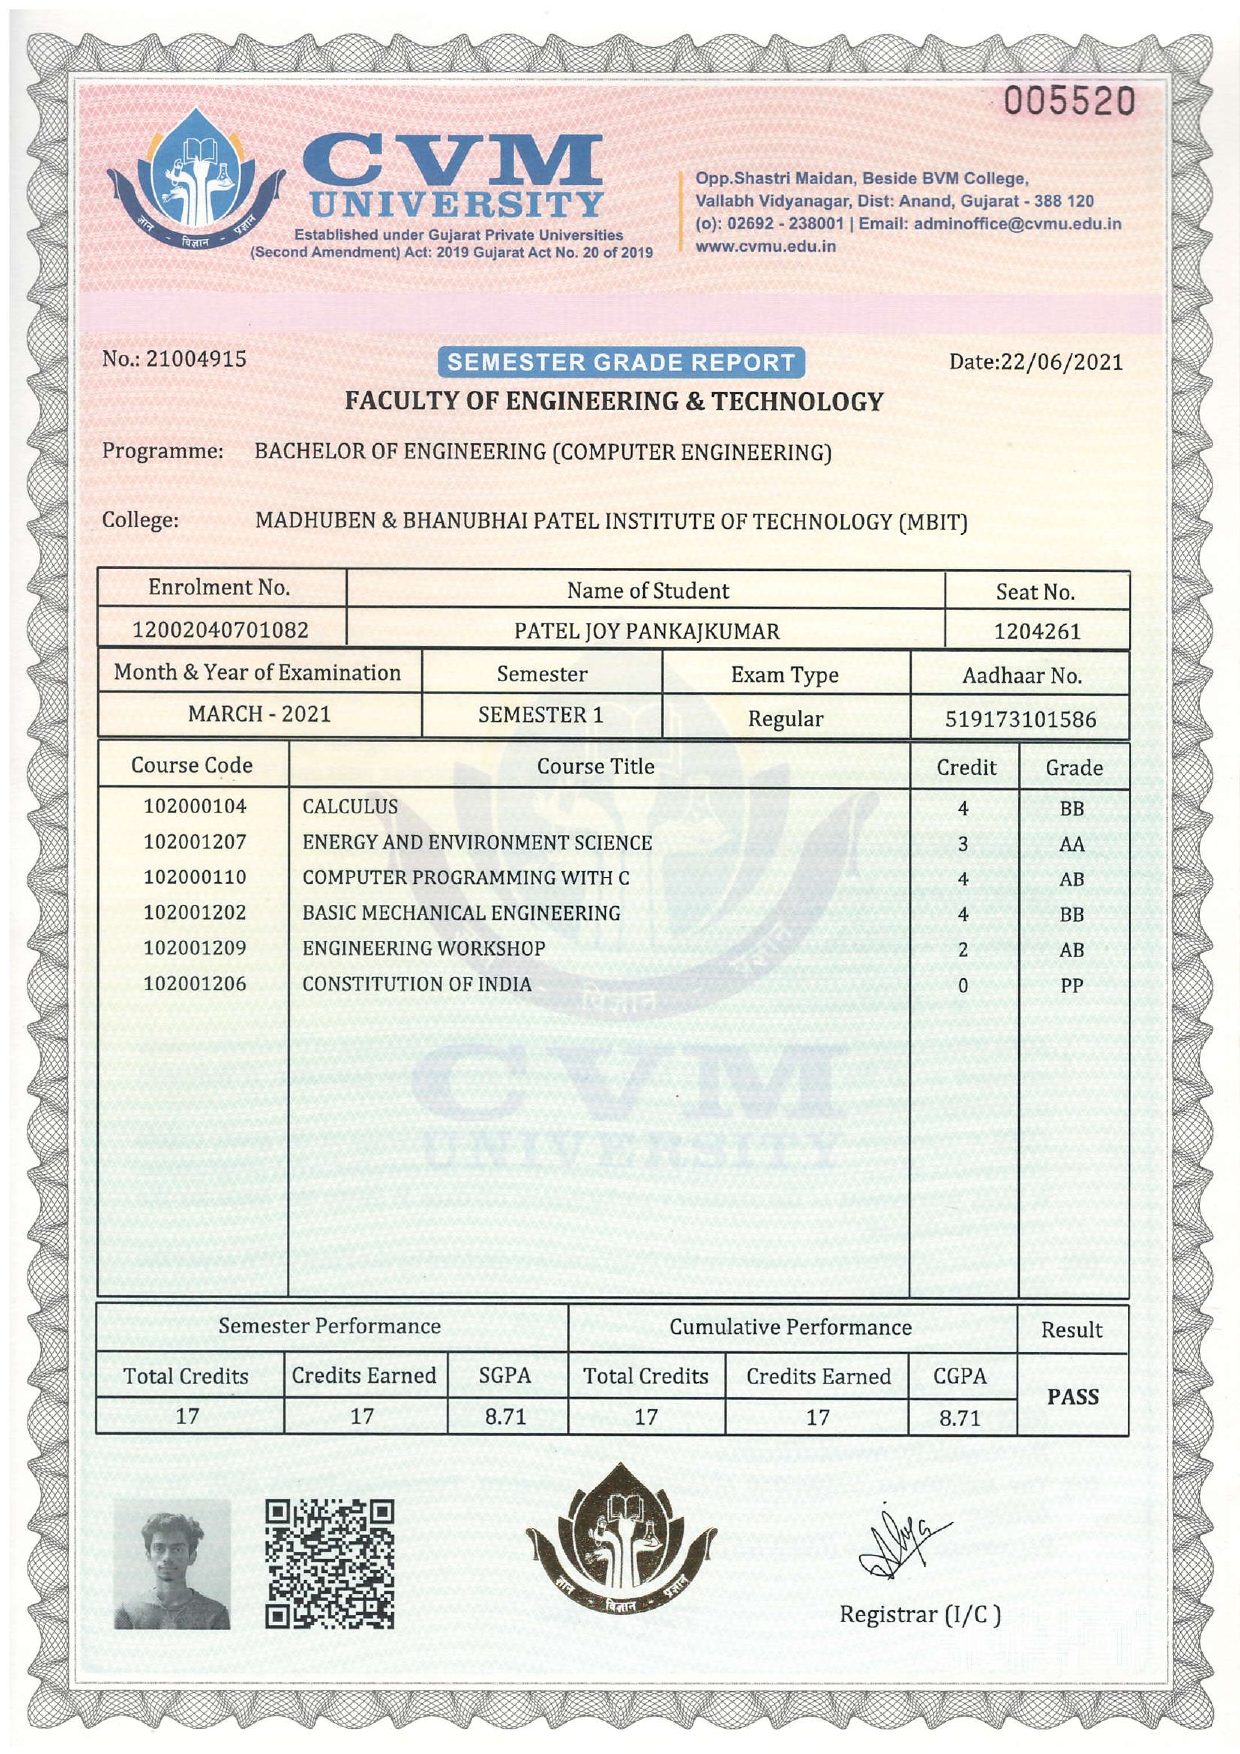 005520
CVM
UNIVERSITY
Established under Gujarat Private Universities
(Second Amendment) Act: 2019 Gujarat Act No. 20 of 2019
ज्ञान - विज्ञान - प्रज्ञान
Opp.Shastri Maidan, Beside BVM College,
Vallabh Vidyanagar, Dist: Anand, Gujarat - 388 120
(o): 02692 - 238001 | Email: adminoffice@cvmu.edu.in
www.cvmu.edu.in
No.: 21004915 SEMESTER GRADE REPORT Date:22/06/2021
FACULTY OF ENGINEERING & TECHNOLOGY
Programme: BACHELOR OF ENGINEERING (COMPUTER ENGINEERING)
College: MADHUBEN & BHANUBHAI PATEL INSTITUTE OF TECHNOLOGY (MBIT)
Enrolment No. Name of Student Seat No.
12002040701082 PATEL JOY PANKAJKUMAR 1204261
Month & Year of Examination Semester Exam Type Aadhaar No.
MARCH - 2021 SEMESTER 1 Regular 519173101586
Course Code Course Title Credit Grade
102000104 CALCULUS 4 BB
102001207 ENERGY AND ENVIRONMENT SCIENCE 3 AA
102000110 COMPUTER PROGRAMMING WITH C 4 AB
102001202 BASIC MECHANICAL ENGINEERING 4 BB
102001209 ENGINEERING WORKSHOP 2 AB
102001206 CONSTITUTION OF INDIA 0 PP
विज्ञान प्रज्ञान
CVM
UNIVERSITY
Semester Performance Cumulative Performance Result
Total Credits Credits Earned SGPA Total Credits Credits Earned CGPA PASS
17 17 8.71 17 17 8.71
ज्ञान - विज्ञान - प्रज्ञान
Registrar (I/C )